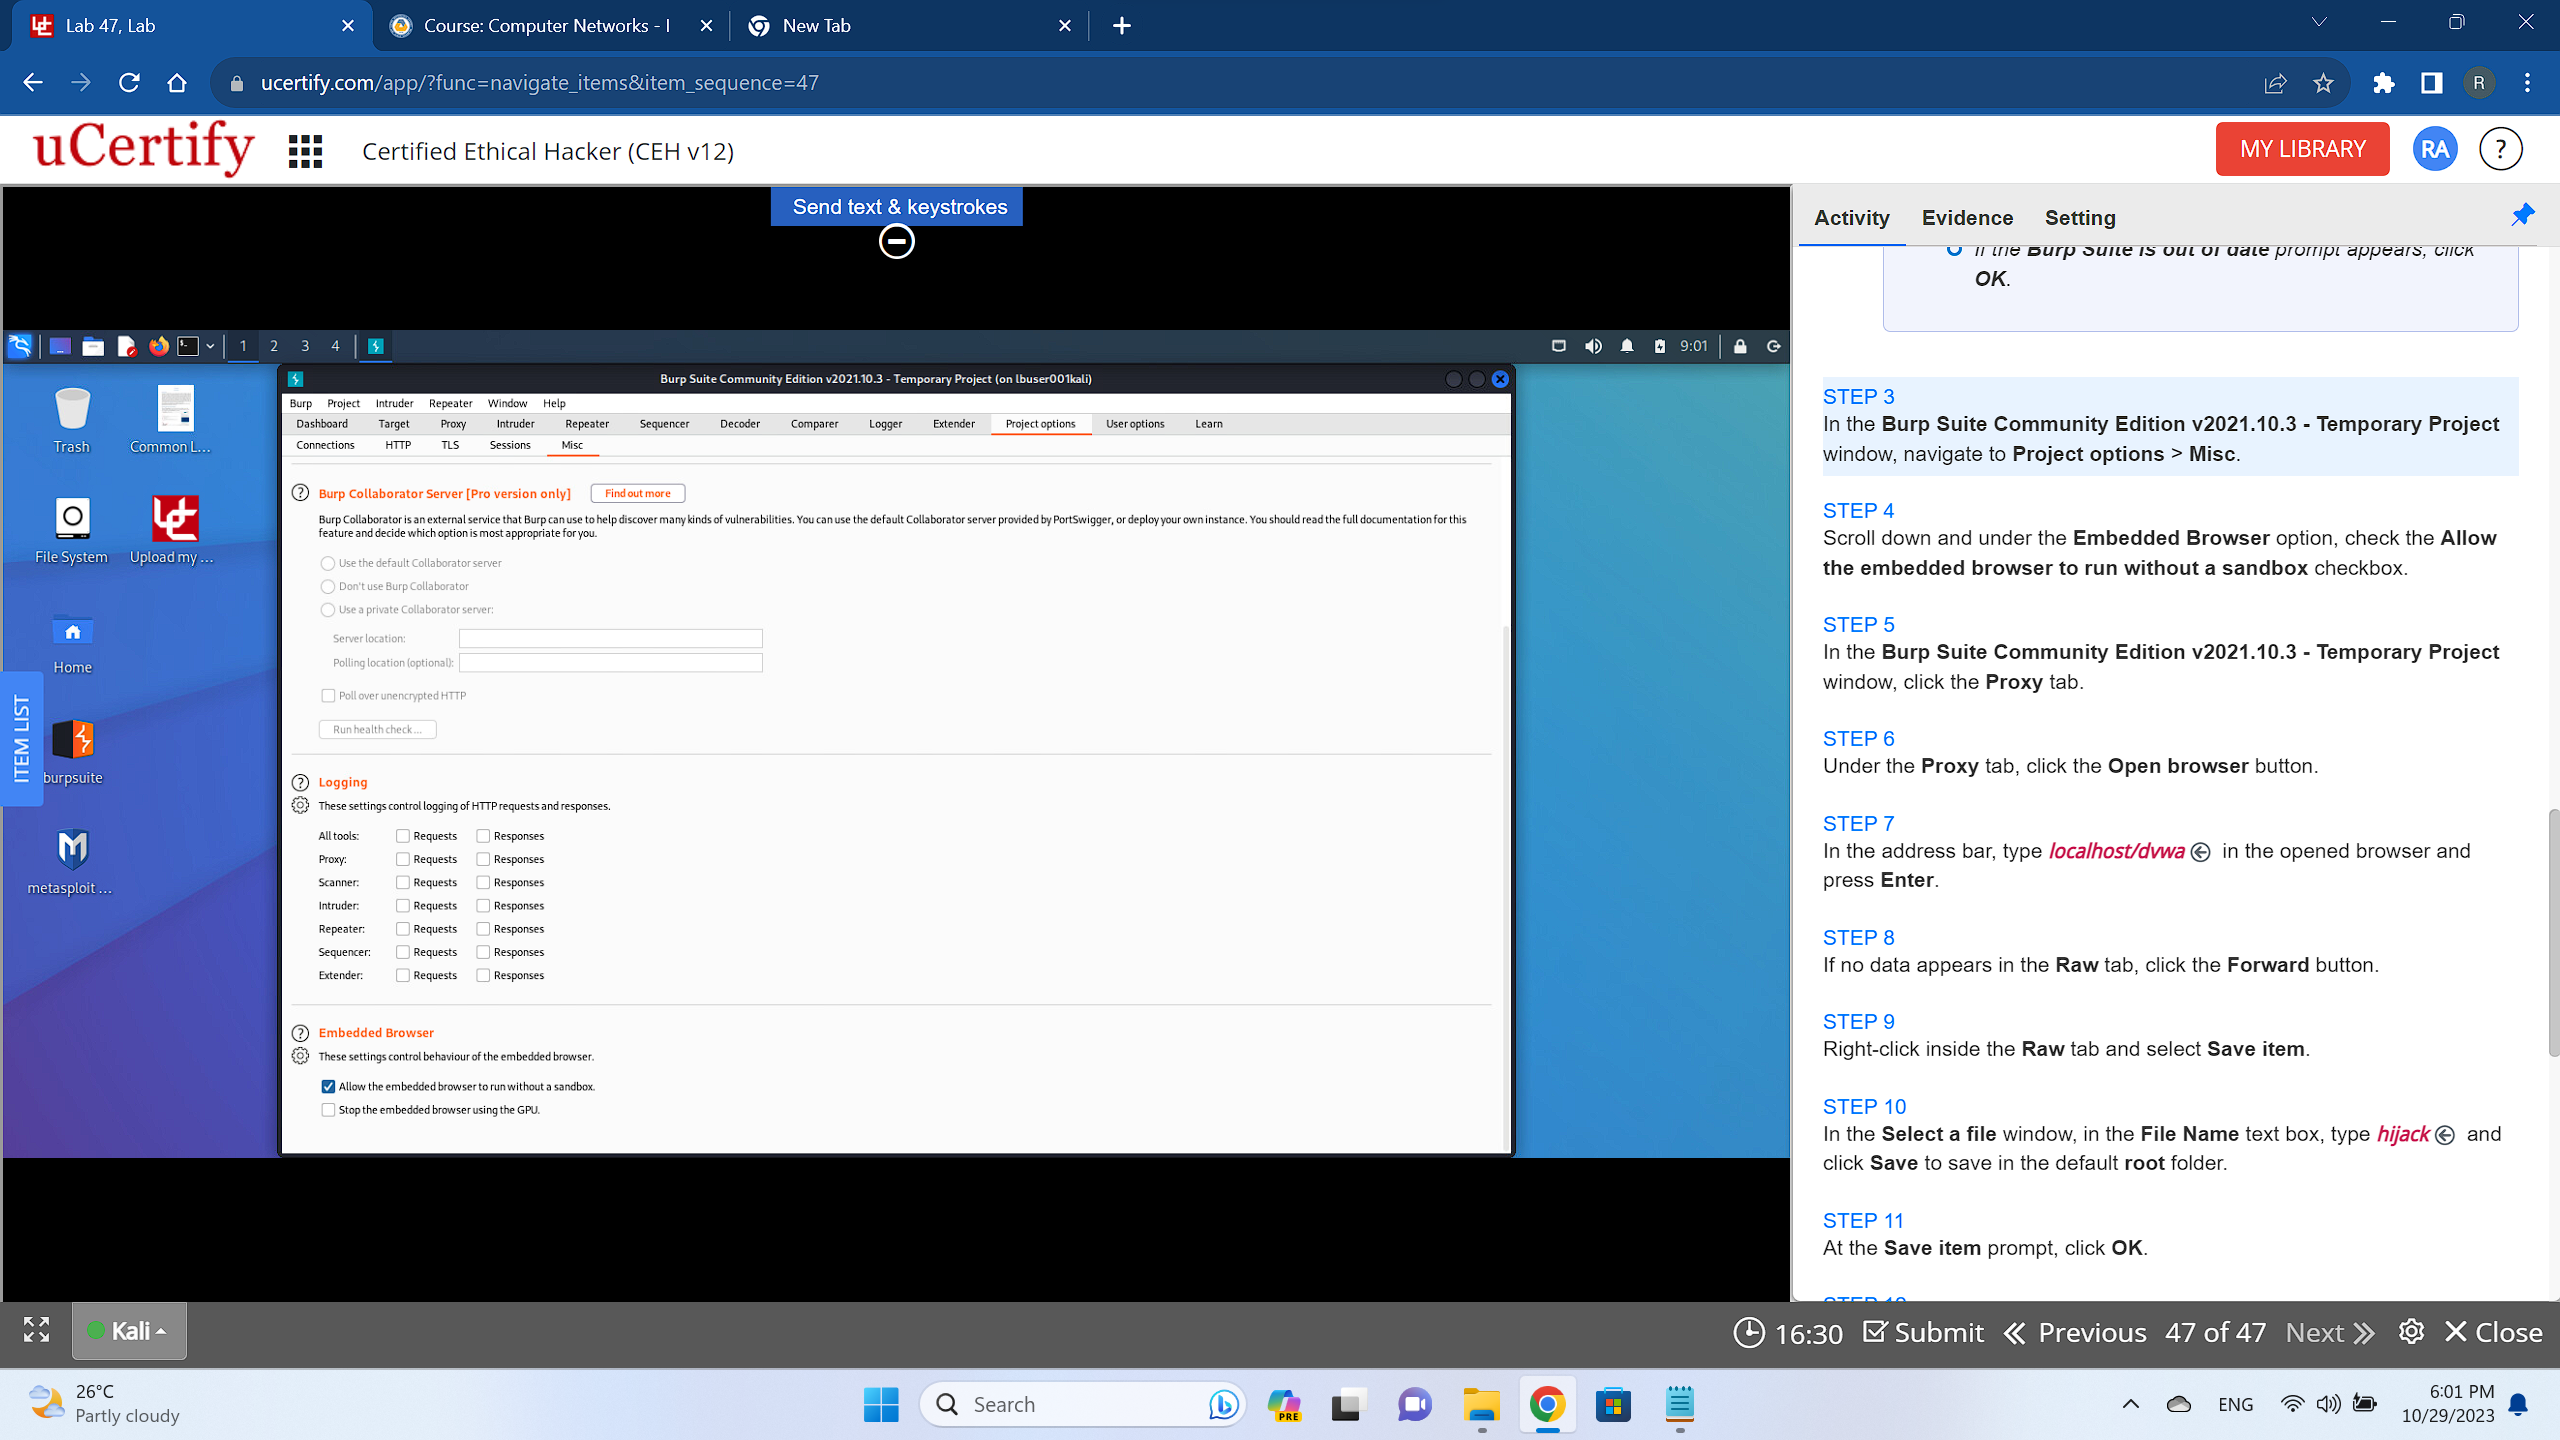 Lab 47, Lab
Course: Computer Networks - I
New Tab
ucertify.com/app/?func=navigate_items&item_sequence=47
R
uCertify
Certified Ethical Hacker (CEH v12)
MY LIBRARY
RA
?
Send text & keystrokes
Activity
Evidence
Setting
If the Burp Suite is out of date prompt appears, click
OK.
1
2
3
4
9:01
Trash
Common L...
File System
Upload my ...
Home
ITEM LIST
burpsuite
metasploit ...
Burp Suite Community Edition v2021.10.3 - Temporary Project (on lbuser001kali)
Burp Project Intruder Repeater Window Help
Dashboard Target Proxy Intruder Repeater Sequencer Decoder Comparer Logger Extender Project options User options Learn
Connections HTTP TLS Sessions Misc
? Burp Collaborator Server [Pro version only] Find out more
Burp Collaborator is an external service that Burp can use to help discover many kinds of vulnerabilities. You can use the default Collaborator server provided by PortSwigger, or deploy your own instance. You should read the full documentation for this
feature and decide which option is most appropriate for you.
Use the default Collaborator server
Don't use Burp Collaborator
Use a private Collaborator server:
Server location:
Polling location (optional):
Poll over unencrypted HTTP
Run health check ...
? Logging
These settings control logging of HTTP requests and responses.
All tools: Requests Responses
Proxy: Requests Responses
Scanner: Requests Responses
Intruder: Requests Responses
Repeater: Requests Responses
Sequencer: Requests Responses
Extender: Requests Responses
? Embedded Browser
These settings control behaviour of the embedded browser.
Allow the embedded browser to run without a sandbox.
Stop the embedded browser using the GPU.
STEP 3
In the Burp Suite Community Edition v2021.10.3 - Temporary Project
window, navigate to Project options > Misc.
STEP 4
Scroll down and under the Embedded Browser option, check the Allow
the embedded browser to run without a sandbox checkbox.
STEP 5
In the Burp Suite Community Edition v2021.10.3 - Temporary Project
window, click the Proxy tab.
STEP 6
Under the Proxy tab, click the Open browser button.
STEP 7
In the address bar, type localhost/dvwa in the opened browser and
press Enter.
STEP 8
If no data appears in the Raw tab, click the Forward button.
STEP 9
Right-click inside the Raw tab and select Save item.
STEP 10
In the Select a file window, in the File Name text box, type hijack and
click Save to save in the default root folder.
STEP 11
At the Save item prompt, click OK.
STEP 12
Kali
16:30
Submit
Previous
47 of 47
Next
Close
26°C
Partly cloudy
Search
PRE
ENG
6:01 PM
10/29/2023